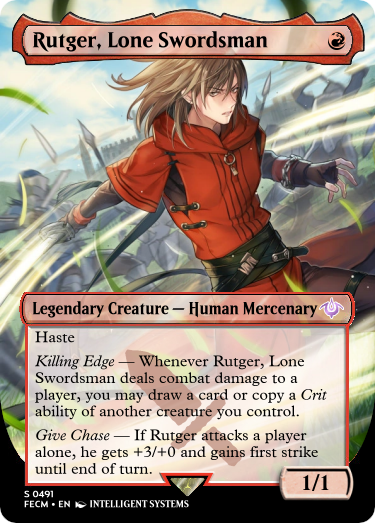 Rutger, Lone Swordsman
Legendary Creature — Human Mercenary
Haste
Killing Edge — Whenever Rutger, Lone
Swordsman deals combat damage to a
player, you may draw a card or copy a Crit
ability of another creature you control.
Give Chase — If Rutger attacks a player
alone, he gets +3/+0 and gains first strike
until end of turn.
1/1
S 0491
FECM • EN INTELLIGENT SYSTEMS